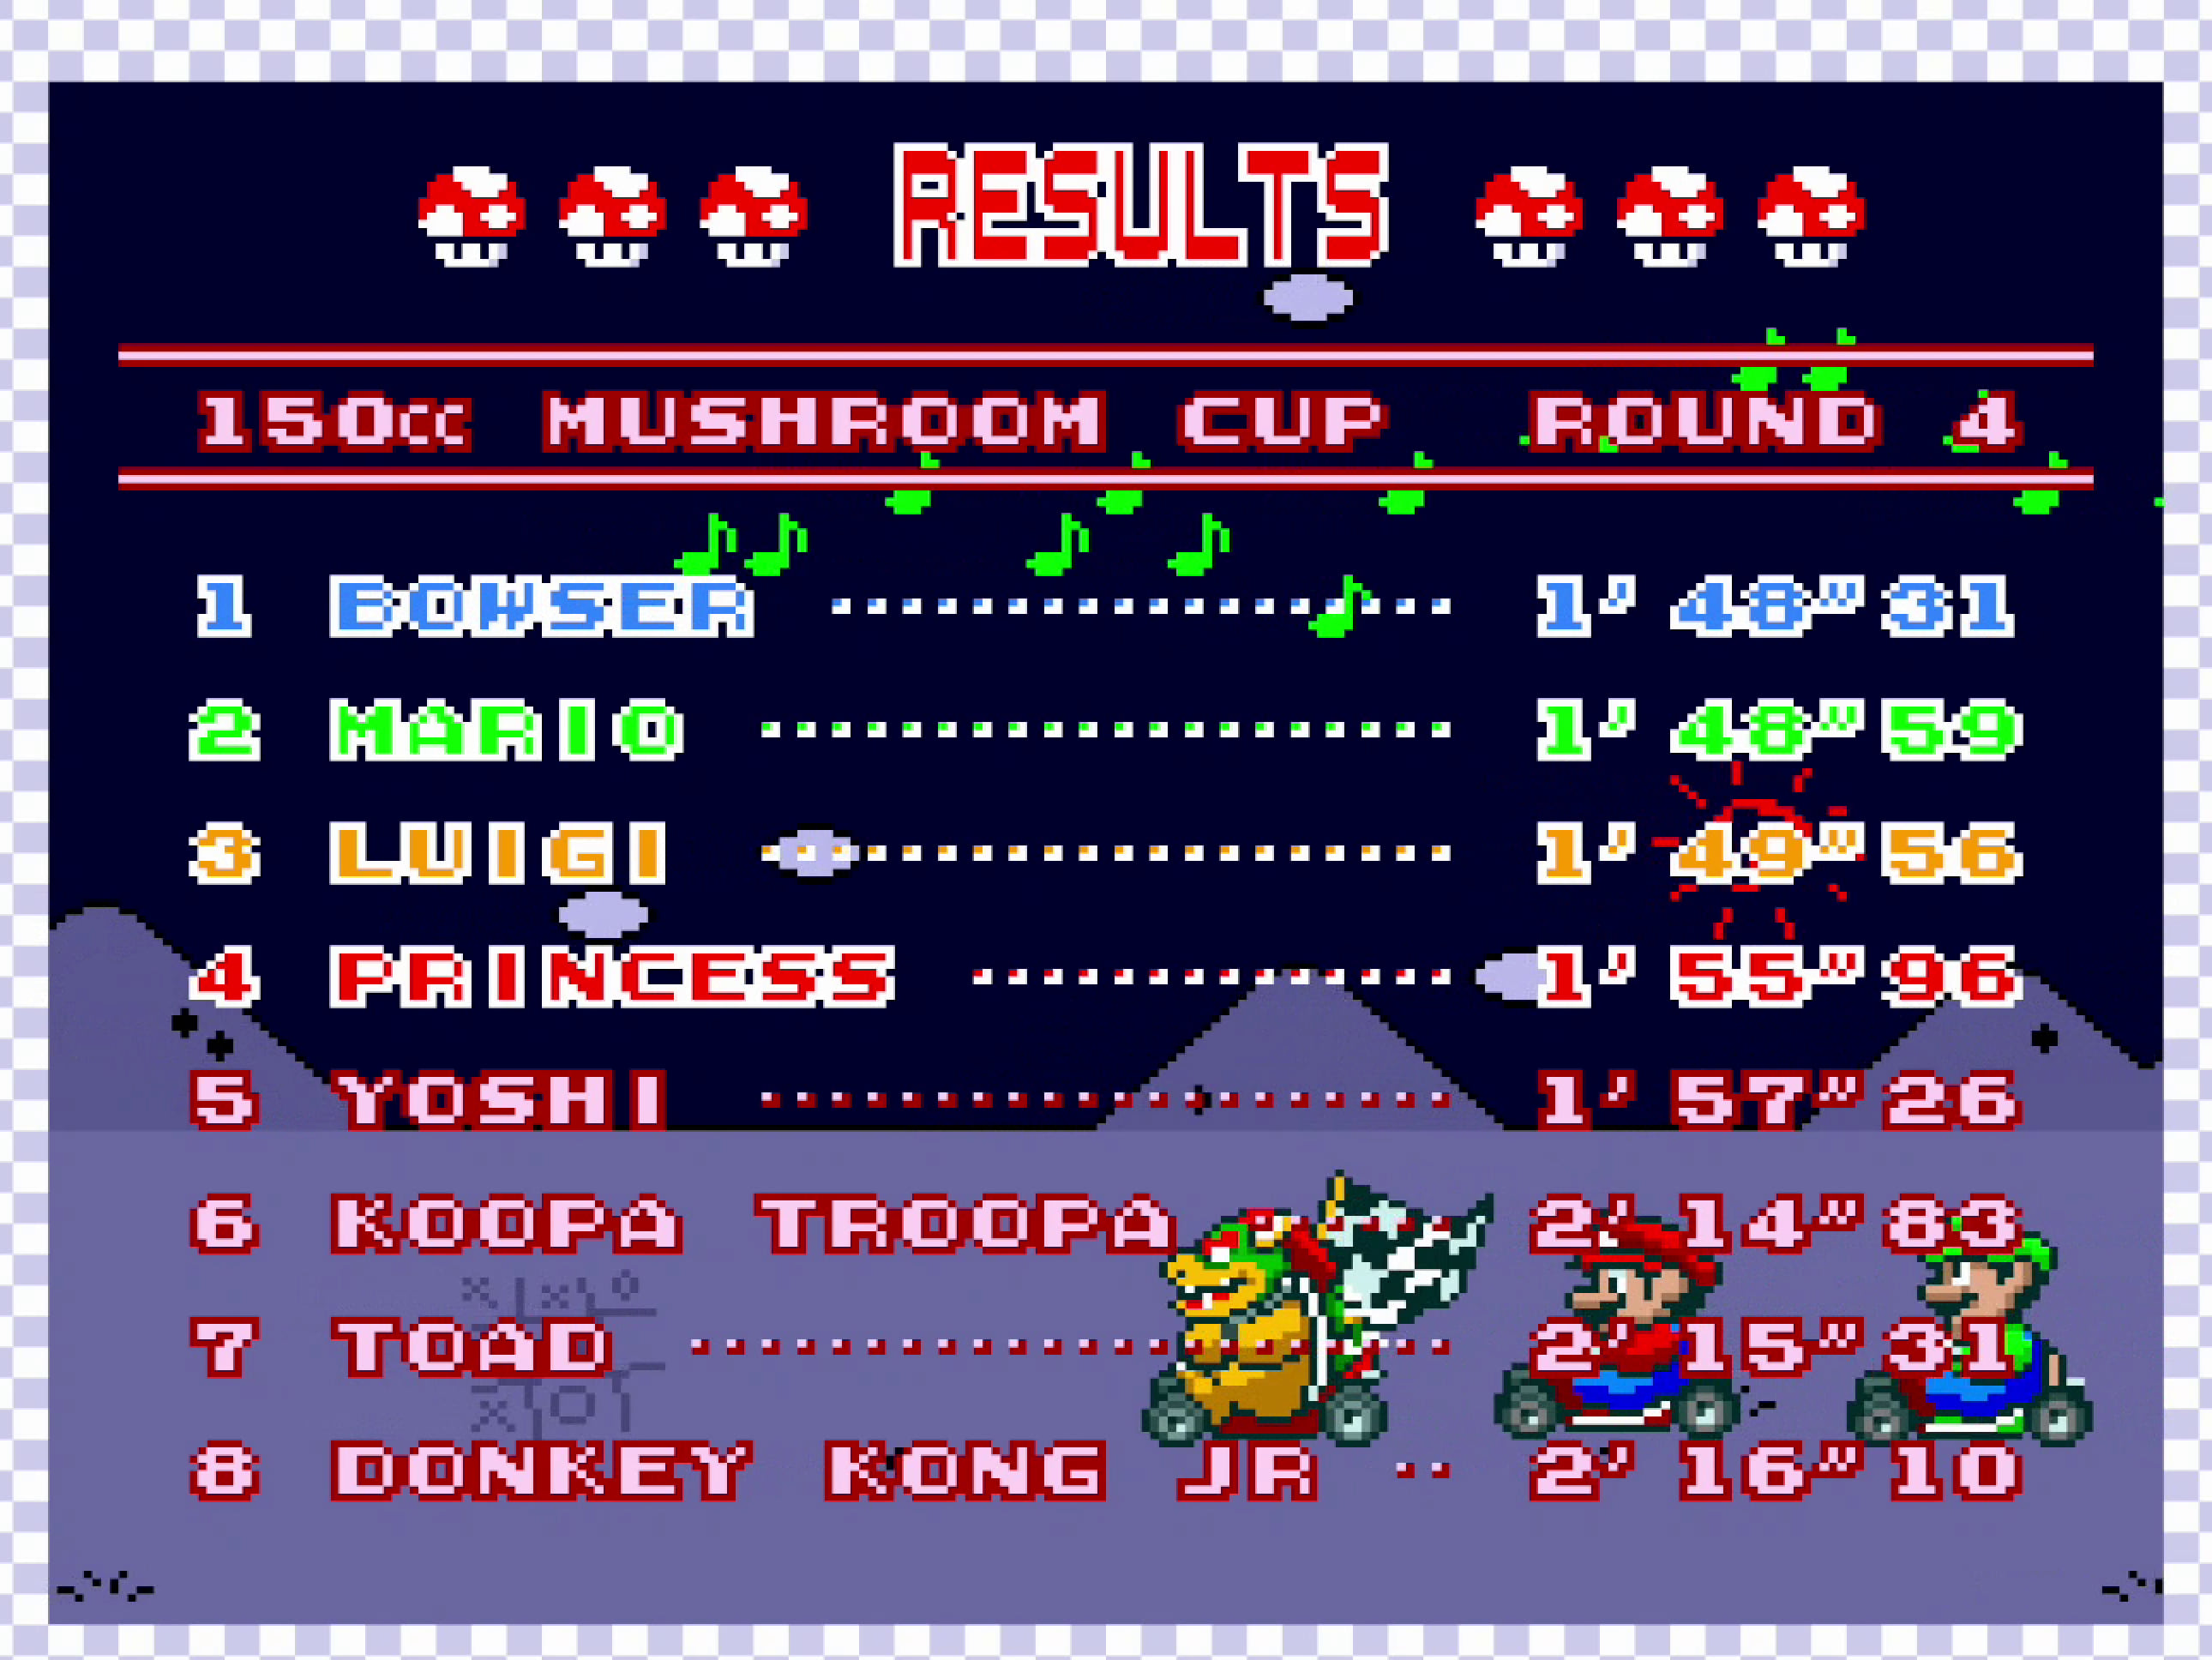 RESULTS
150cc MUSHROOM CUP ROUND 4
1 BOWSER ......... 1' 48" 31
2 MARIO .......... 1' 48" 59
3 LUIGI .......... 1' 49" 56
4 PRINCESS ....... 1' 55" 96
5 YOSHI .......... 1' 57" 26
6 KOOPA TROOPA ... 2' 14" 83
7 TOAD ........... 2' 15" 31
8 DONKEY KONG JR .. 2' 16" 10